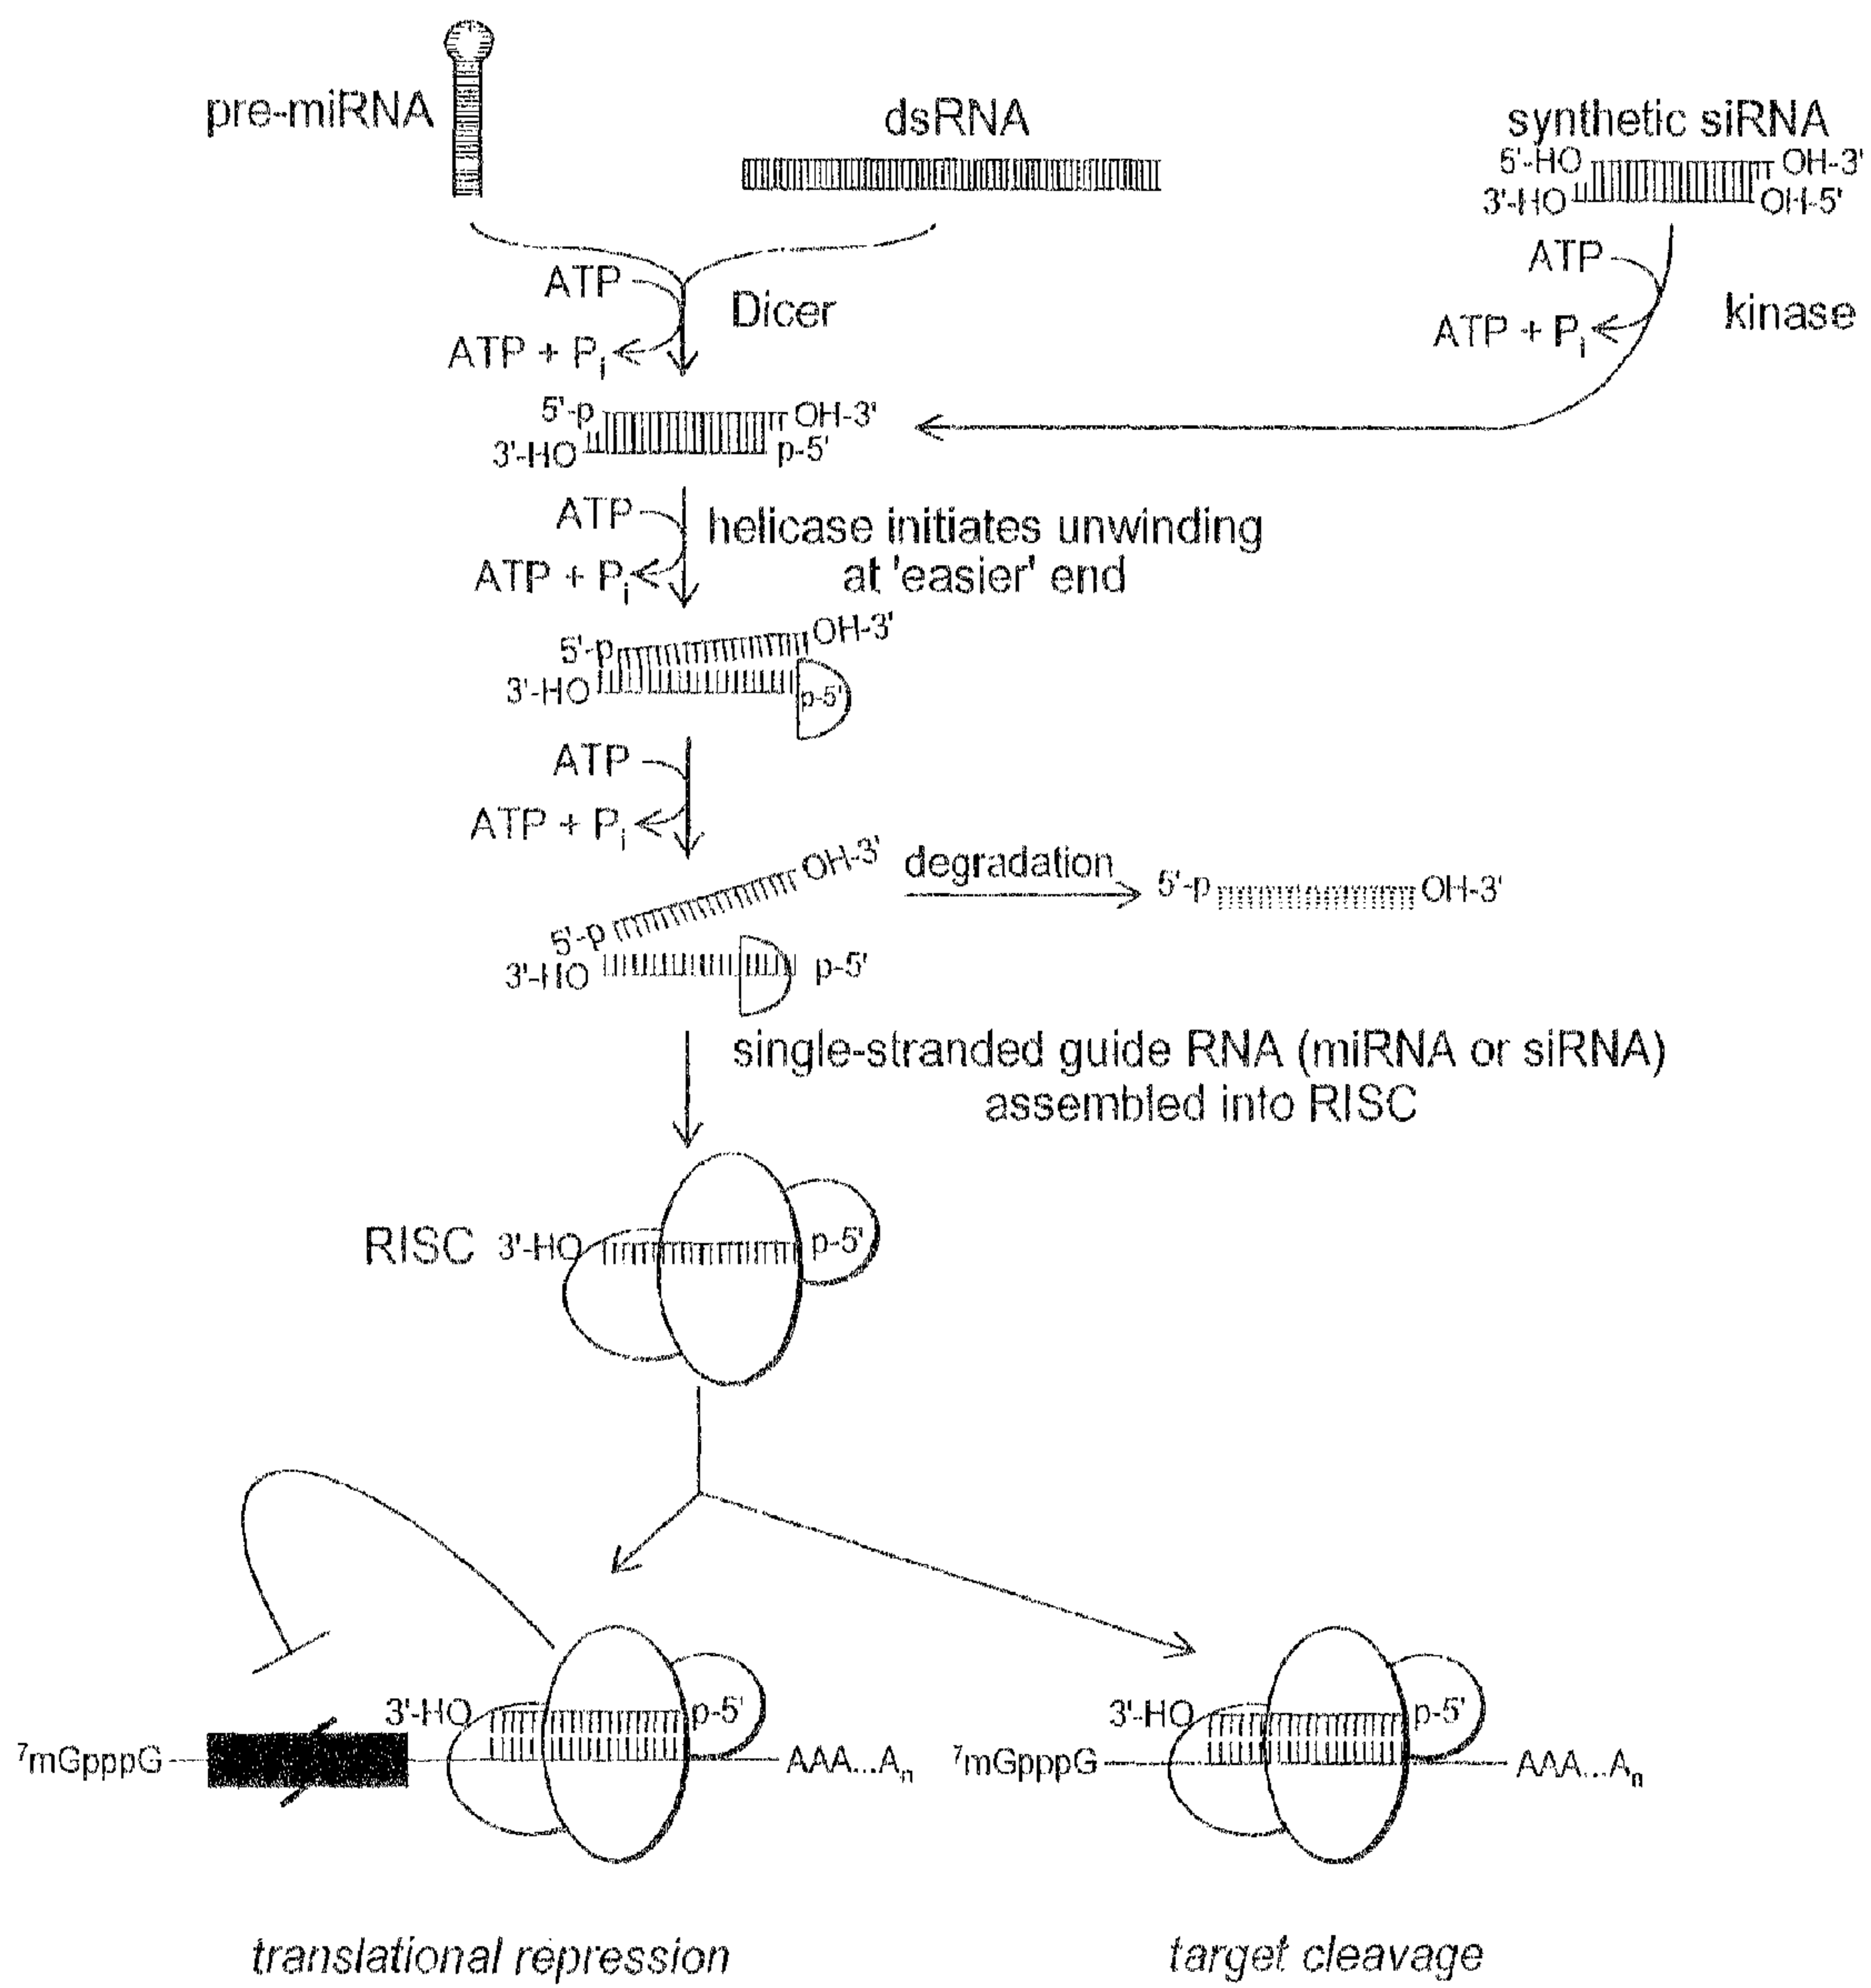 pre-miRNA
dsRNA
synthetic siRNA
5'-HO OH-3'
3'-HO OH-5'
ATP
Dicer
ATP + Pi
ATP
kinase
ATP + Pi
5'-p OH-3'
3'-HO p-5'
ATP
helicase initiates unwinding
at 'easier' end
ATP + Pi
5'-p OH-3'
3'-HO p-5'
ATP
ATP + Pi
5'-p OH-3'
3'-HO p-5'
degradation
5'-p OH-3'
single-stranded guide RNA (miRNA or siRNA)
assembled into RISC
RISC 3'-HO p-5'
3'-HO p-5'
⁷mGpppG AAA...An
3'-HO p-5'
⁷mGpppG AAA...An
translational repression
target cleavage